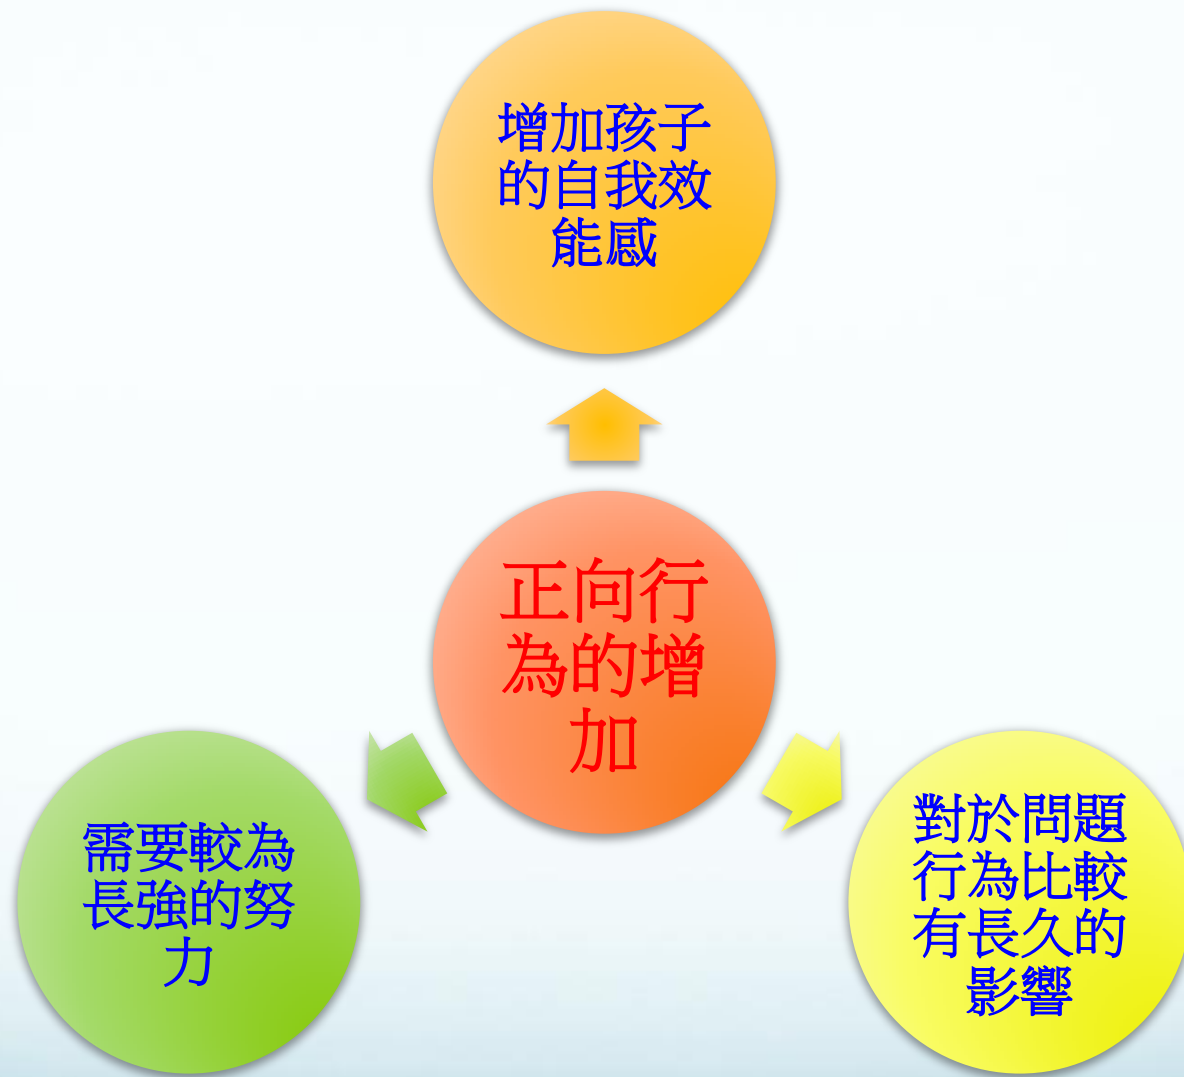 增加孩子
的自我效
能感
正向行
為的增
加
需要較為
長強的努
力
對於問題
行為比較
有長久的
影響